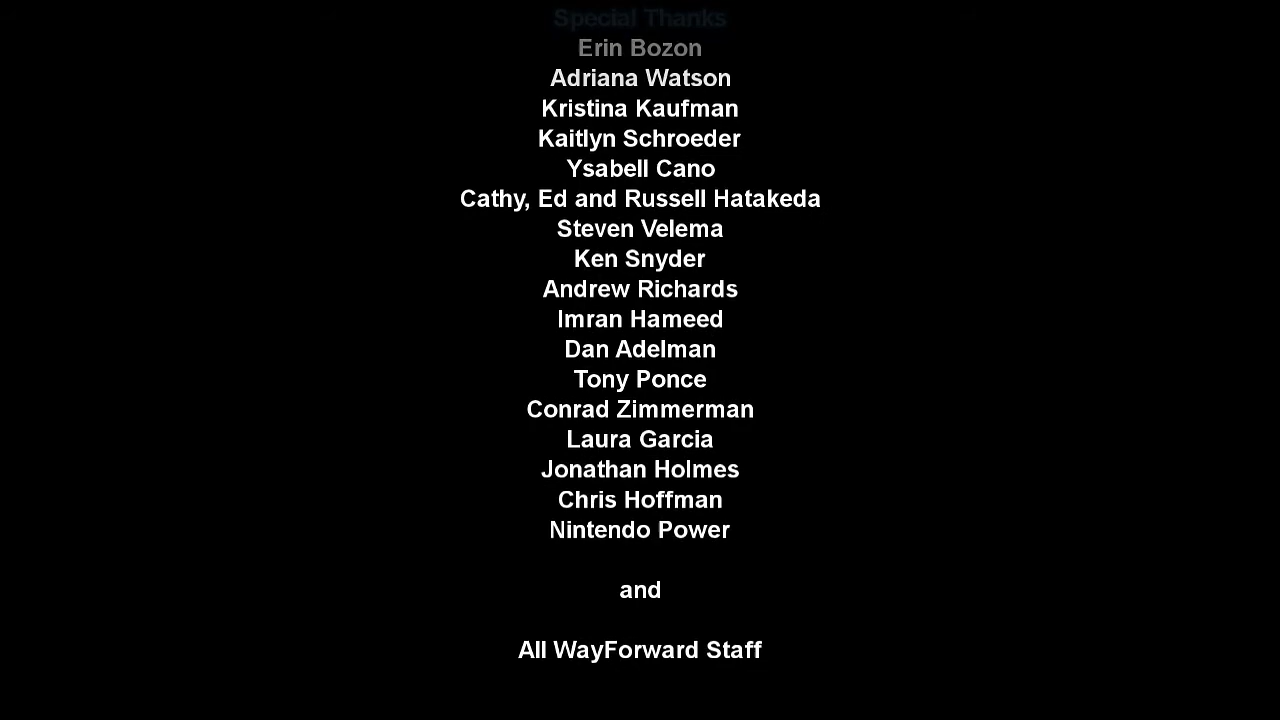 Special Thanks
Erin Bozon
Adriana Watson
Kristina Kaufman
Kaitlyn Schroeder
Ysabell Cano
Cathy, Ed and Russell Hatakeda
Steven Velema
Ken Snyder
Andrew Richards
Imran Hameed
Dan Adelman
Tony Ponce
Conrad Zimmerman
Laura Garcia
Jonathan Holmes
Chris Hoffman
Nintendo Power
and
All WayForward Staff